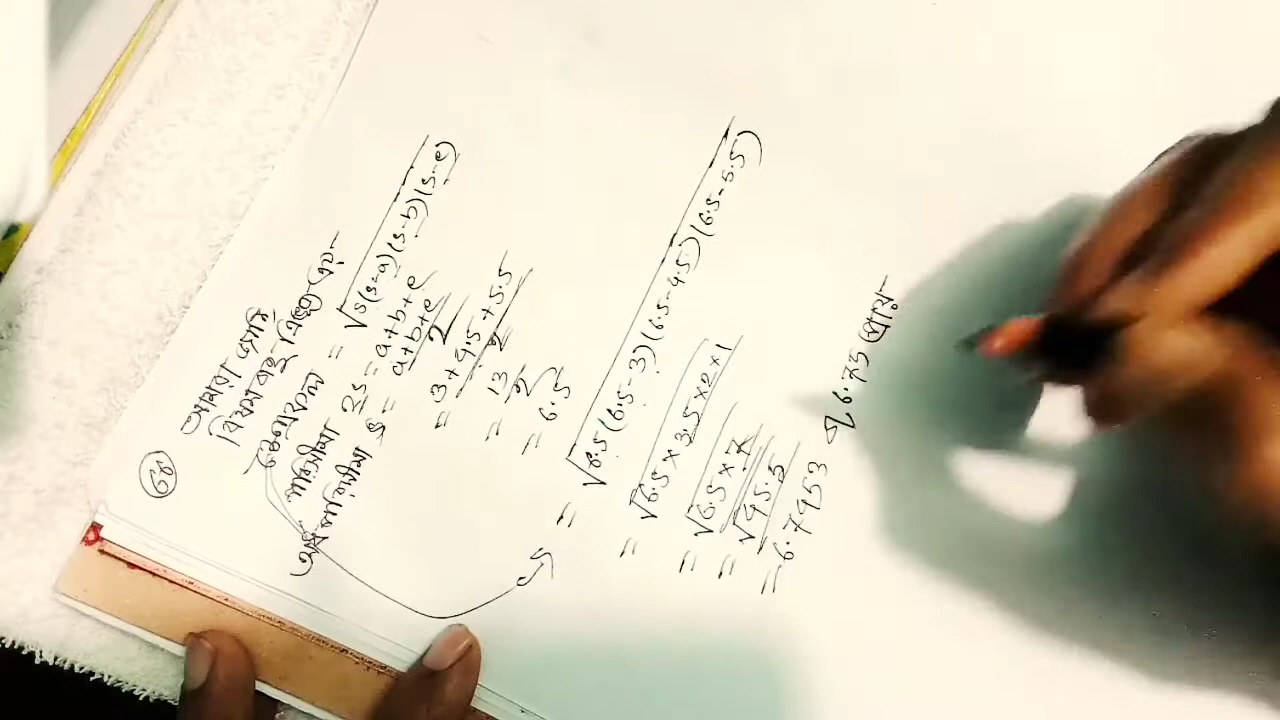 আমরা জানি
বিষমবাহু ত্রিভুজের
ক্ষেত্রফল = √s(s-a)(s-b)(s-c)
পরিসীমা 2s = a+b+c
অর্ধপরিসীমা s = a+b+c / 2
= 3 + 4.5 + 5.5 / 2
= 13 / 2
= 6.5
= √6.5(6.5-3)(6.5-4.5)(6.5-5.5)
= √6.5 × 3.5 × 2 × 1
= √6.5 × 7
= √45.5
= 6.7453 বা 6.75 প্রায়